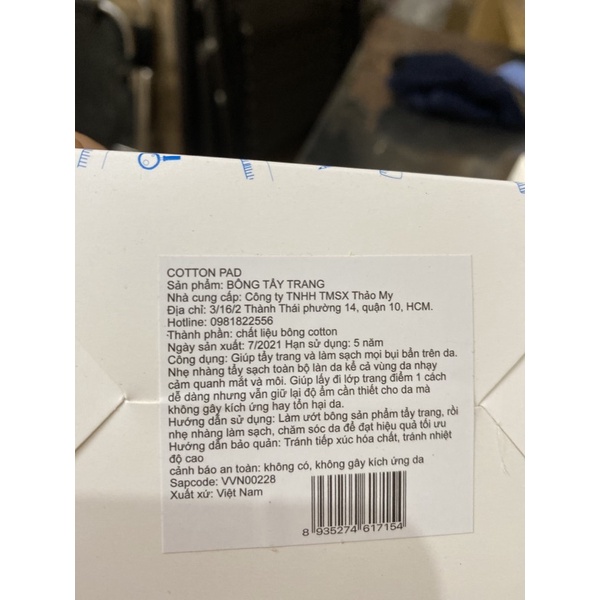 COTTON PAD
Sản phẩm: BÔNG TẨY TRANG
Nhà cung cấp: Công ty TNHH TMSX Thảo My
Địa chỉ: 3/16/2 Thành Thái phường 14, quận 10, HCM.
Hotline: 0981822556
Thành phần: chất liệu bông cotton
Ngày sản xuất: 7/2021 Hạn sử dụng: 5 năm
Công dụng: Giúp tẩy trang và làm sạch mọi bụi bẩn trên da.
Nhẹ nhàng tẩy sạch toàn bộ làn da kể cả vùng da nhạy
cảm quanh mắt và môi. Giúp lấy đi lớp trang điểm 1 cách
dễ dàng nhưng vẫn giữ lại độ ẩm cần thiết cho da mà
không gây kích ứng hay tổn hại da.
Hướng dẫn sử dụng: Làm ướt bông sản phẩm tẩy trang, rồi
nhẹ nhàng làm sạch, chăm sóc da để đạt hiệu quả tối ưu
Hướng dẫn bảo quản: Tránh tiếp xúc hóa chất, tránh nhiệt
độ cao
cảnh báo an toàn: không có, không gây kích ứng da
Sapcode: VVN00228
Xuất xứ: Việt Nam
8 935274 617154